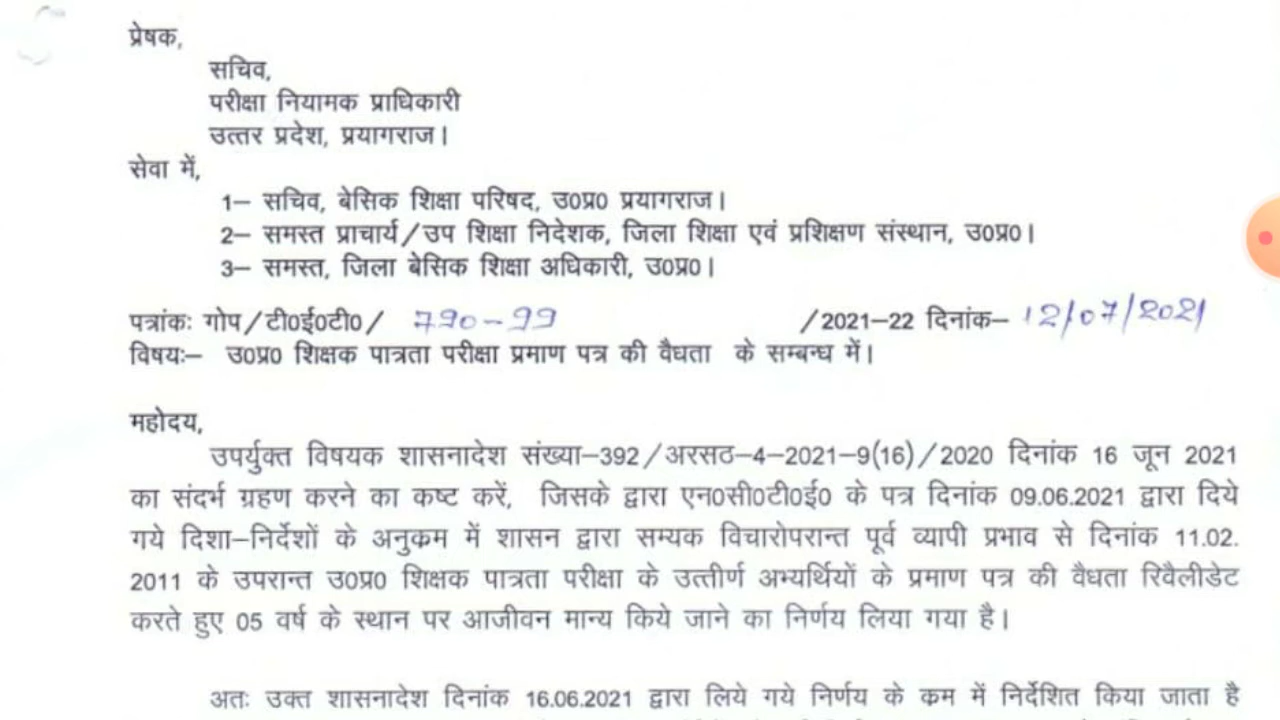 प्रेषक,
सचिव,
परीक्षा नियामक प्राधिकारी
उत्तर प्रदेश, प्रयागराज।
सेवा में,
1– सचिव, बेसिक शिक्षा परिषद, उ0प्र0 प्रयागराज।
2– समस्त प्राचार्य/उप शिक्षा निदेशक, जिला शिक्षा एवं प्रशिक्षण संस्थान, उ0प्र0।
3– समस्त, जिला बेसिक शिक्षा अधिकारी, उ0प्र0।
पत्रांकः गोप/टी0ई0टी0/ 790-99 /2021–22 दिनांक– 12/07/2021
विषयः– उ0प्र0 शिक्षक पात्रता परीक्षा प्रमाण पत्र की वैधता के सम्बन्ध में।
महोदय,
उपर्युक्त विषयक शासनादेश संख्या–392/अरसठ–4–2021–9(16)/2020 दिनांक 16 जून 2021
का संदर्भ ग्रहण करने का कष्ट करें, जिसके द्वारा एन0सी0टी0ई0 के पत्र दिनांक 09.06.2021 द्वारा दिये
गये दिशा–निर्देशों के अनुकम में शासन द्वारा सम्यक विचारोपरान्त पूर्व व्यापी प्रभाव से दिनांक 11.02.
2011 के उपरान्त उ0प्र0 शिक्षक पात्रता परीक्षा के उत्तीर्ण अभ्यर्थियों के प्रमाण पत्र की वैधता रिवैलीडेट
करते हुए 05 वर्ष के स्थान पर आजीवन मान्य किये जाने का निर्णय लिया गया है।
अतः उक्त शासनादेश दिनांक 16.06.2021 द्वारा लिये गये निर्णय के कम में निर्देशित किया जाता है